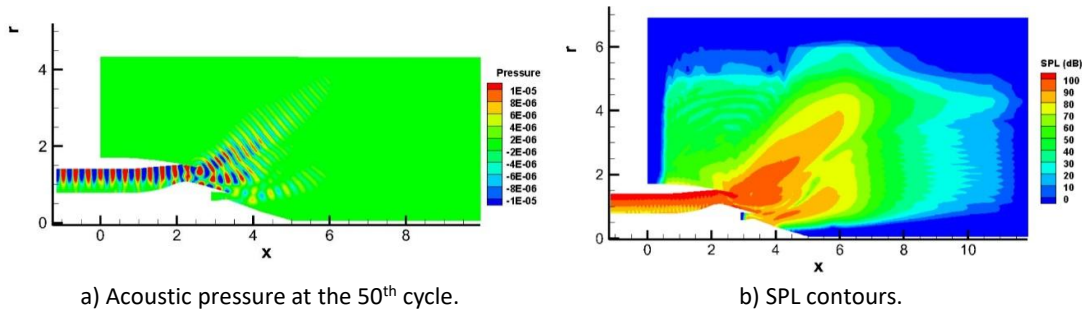 r
4
2
0
0
2
4
6
8
x
Pressure
1E-05
8E-06
6E-06
4E-06
2E-06
-2E-06
-4E-06
-6E-06
-8E-06
-1E-05
r
6
4
2
0
0
2
4
6
8
10
x
SPL (dB)
100
90
80
70
60
50
40
30
20
10
0
a) Acoustic pressure at the 50th cycle.
b) SPL contours.